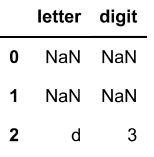 letter digit
0 NaN NaN
1 NaN NaN
2 d 3